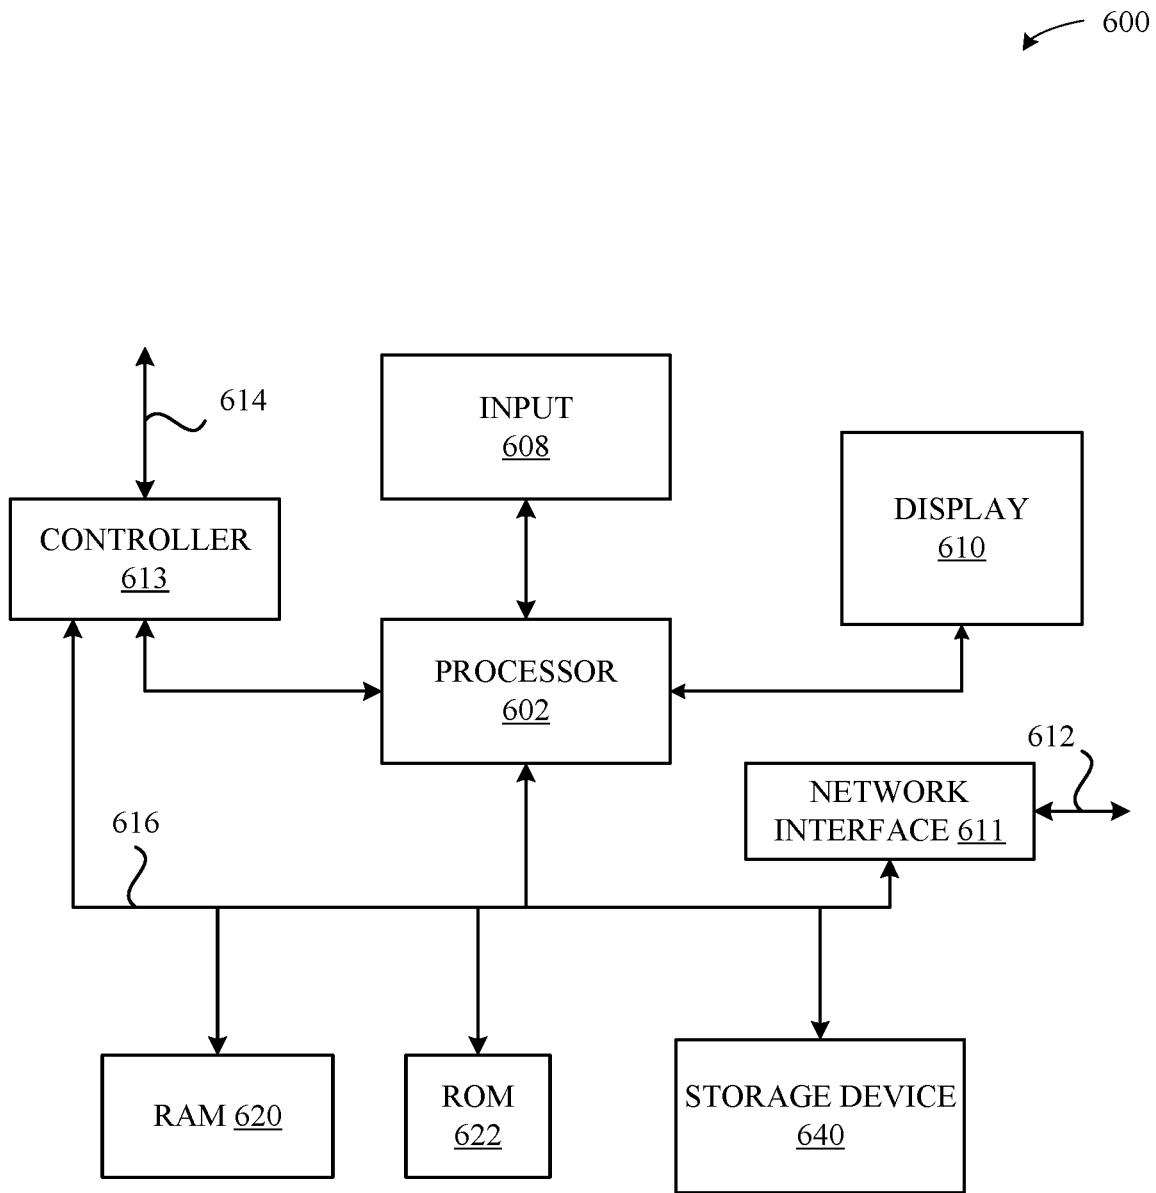 600
614
INPUT
608
DISPLAY
610
CONTROLLER
613
PROCESSOR
602
612
NETWORK
INTERFACE 611
616
RAM 620
ROM
622
STORAGE DEVICE
640